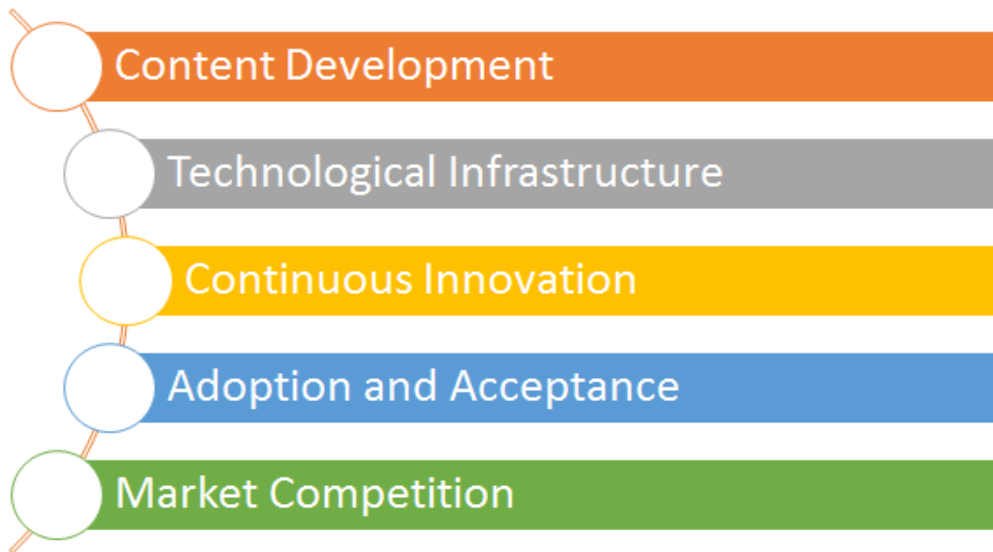 Content Development
Technological Infrastructure
Continuous Innovation
Adoption and Acceptance
Market Competition